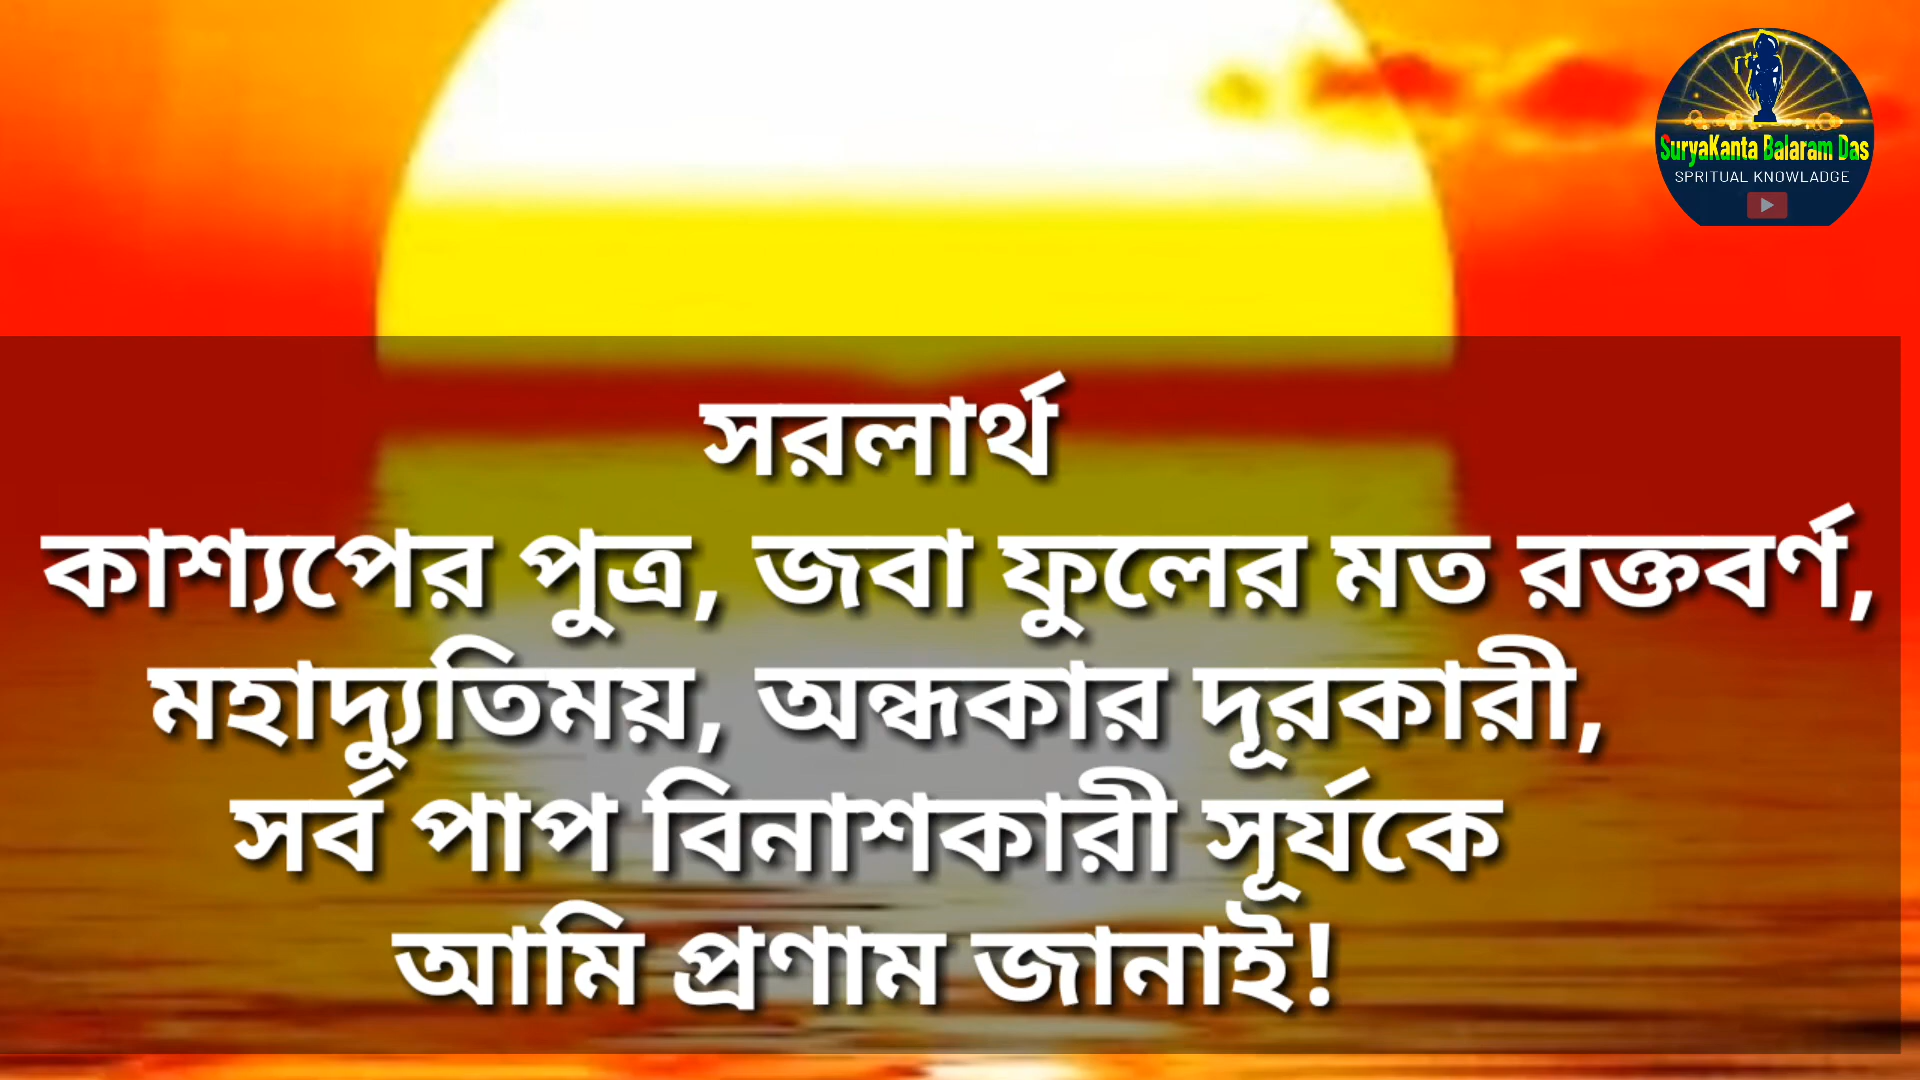 SuryaKanta Balaram Das
SPRITUAL KNOWLADGE
সরলার্থ
কাশ্যপের পুত্র, জবা ফুলের মত রক্তবর্ণ,
মহাদ্যুতিময়, অন্ধকার দূরকারী,
সর্ব পাপ বিনাশকারী সূর্যকে
আমি প্রণাম জানাই!